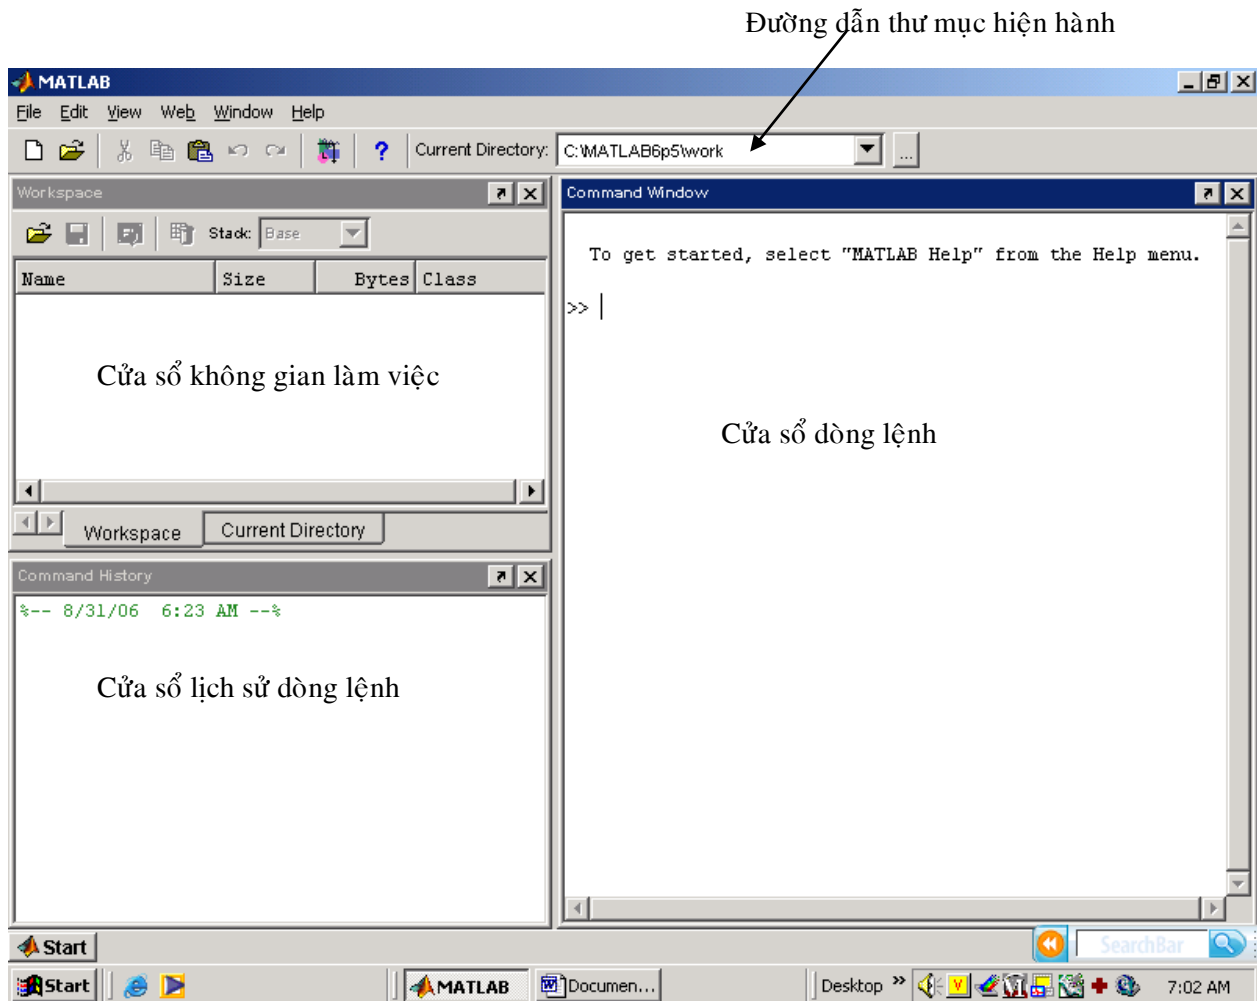 Đường dẫn thư mục hiện hành
MATLAB
File Edit View Web Window Help
Current Directory: C:\MATLAB6p5\work ...
Workspace
Stack: Base
Name Size Bytes Class
Cửa sổ không gian làm việc
Workspace Current Directory
Command History
%-- 8/31/06 6:23 AM --%
Cửa sổ lịch sử dòng lệnh
Command Window
To get started, select "MATLAB Help" from the Help menu.
>>
Cửa sổ dòng lệnh
Start
SearchBar
Start MATLAB Documen... Desktop » 7:02 AM